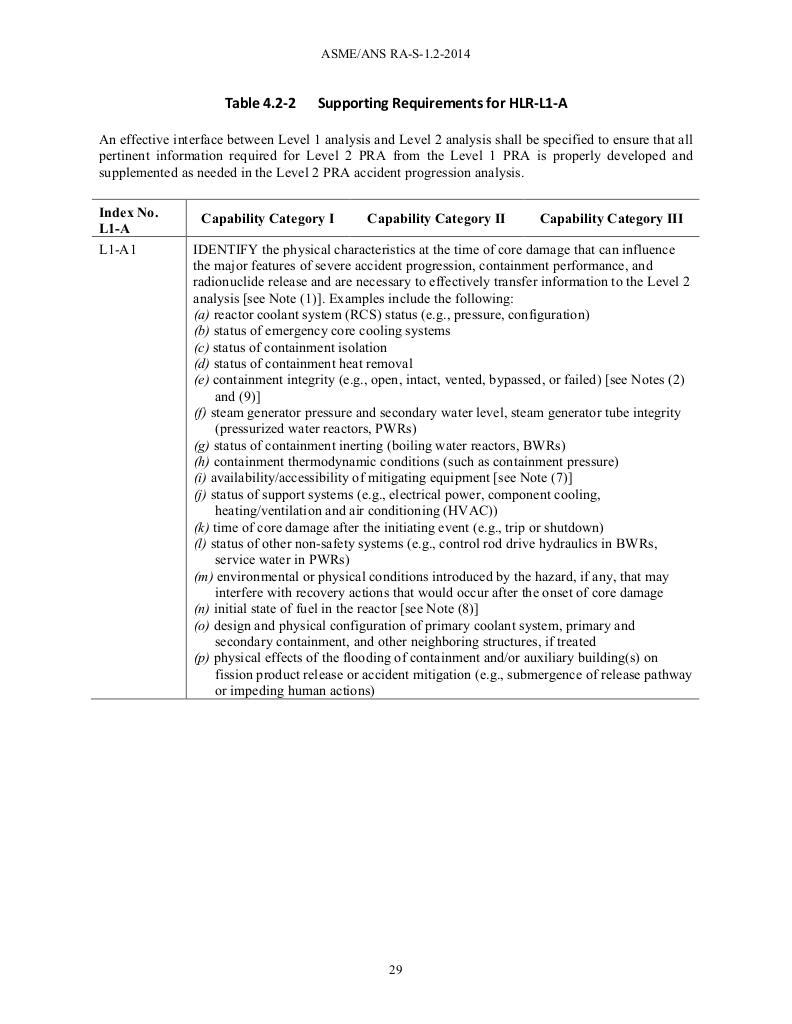 ASME/ANS RA-S-1.2-2014
Table 4.2-2 Supporting Requirements for HLR-L1-A
An effective interface between Level 1 analysis and Level 2 analysis shall be specified to ensure that all
pertinent information required for Level 2 PRA from the Level 1 PRA is properly developed and
supplemented as needed in the Level 2 PRA accident progression analysis.
Index No.
L1-A
Capability Category I Capability Category II Capability Category III
L1-A1
IDENTIFY the physical characteristics at the time of core damage that can influence
the major features of severe accident progression, containment performance, and
radionuclide release and are necessary to effectively transfer information to the Level 2
analysis [see Note (1)]. Examples include the following:
(a) reactor coolant system (RCS) status (e.g., pressure, configuration)
(b) status of emergency core cooling systems
(c) status of containment isolation
(d) status of containment heat removal
(e) containment integrity (e.g., open, intact, vented, bypassed, or failed) [see Notes (2)
and (9)]
(f) steam generator pressure and secondary water level, steam generator tube integrity
(pressurized water reactors, PWRs)
(g) status of containment inerting (boiling water reactors, BWRs)
(h) containment thermodynamic conditions (such as containment pressure)
(i) availability/accessibility of mitigating equipment [see Note (7)]
(j) status of support systems (e.g., electrical power, component cooling,
heating/ventilation and air conditioning (HVAC))
(k) time of core damage after the initiating event (e.g., trip or shutdown)
(l) status of other non-safety systems (e.g., control rod drive hydraulics in BWRs,
service water in PWRs)
(m) environmental or physical conditions introduced by the hazard, if any, that may
interfere with recovery actions that would occur after the onset of core damage
(n) initial state of fuel in the reactor [see Note (8)]
(o) design and physical configuration of primary coolant system, primary and
secondary containment, and other neighboring structures, if treated
(p) physical effects of the flooding of containment and/or auxiliary building(s) on
fission product release or accident mitigation (e.g., submergence of release pathway
or impeding human actions)
29